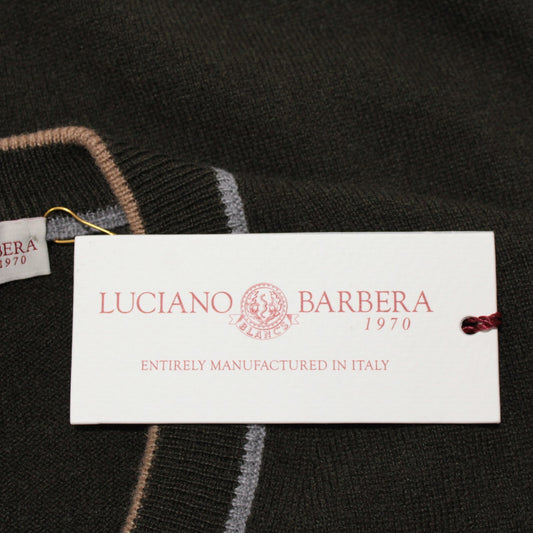 BERA
1970
LUCIANO BARBERA
1970
BLANCS
ENTIRELY MANUFACTURED IN ITALY